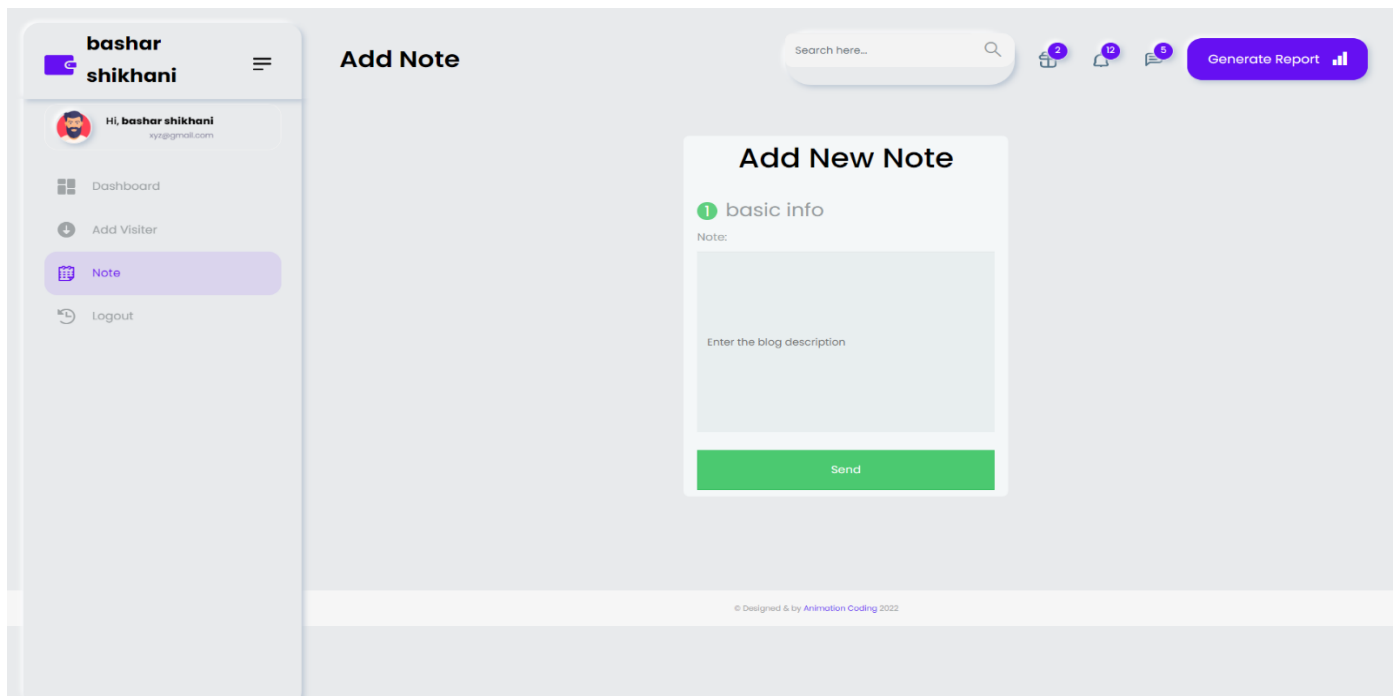 bashar
shikhani
Hi, bashar shikhani
xyz@gmail.com
Dashboard
Add Visiter
Note
Logout
Add Note
Search here...
2
12
5
Generate Report
Add New Note
1 basic info
Note:
Enter the blog description
Send
© Designed & by Animation Coding 2022